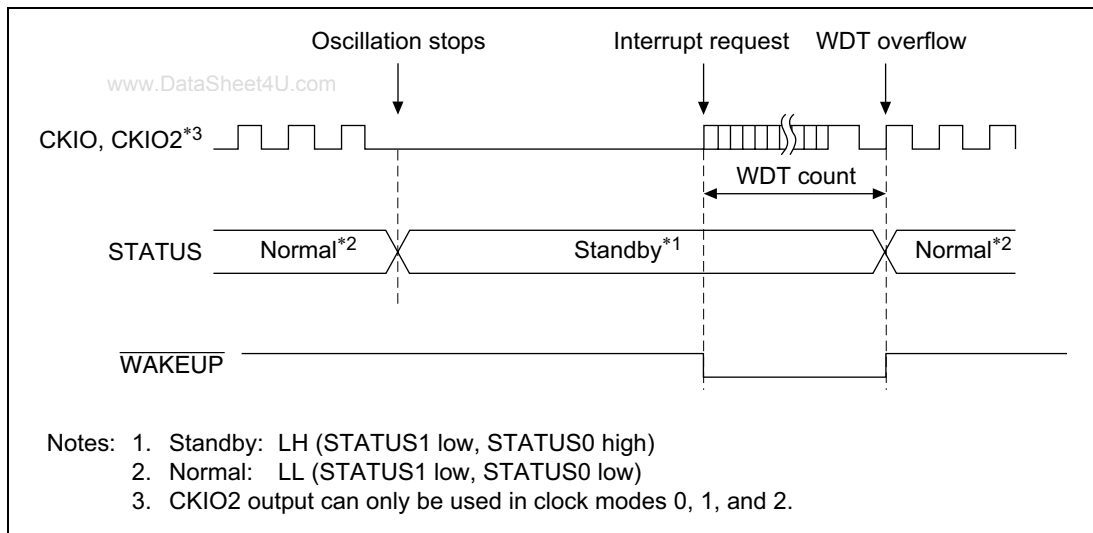 Oscillation stops Interrupt request WDT overflow
www.DataSheet4U.com
CKIO, CKIO2*3
WDT count
STATUS Normal*2 Standby*1 Normal*2
WAKEUP
Notes: 1. Standby: LH (STATUS1 low, STATUS0 high)
2. Normal: LL (STATUS1 low, STATUS0 low)
3. CKIO2 output can only be used in clock modes 0, 1, and 2.